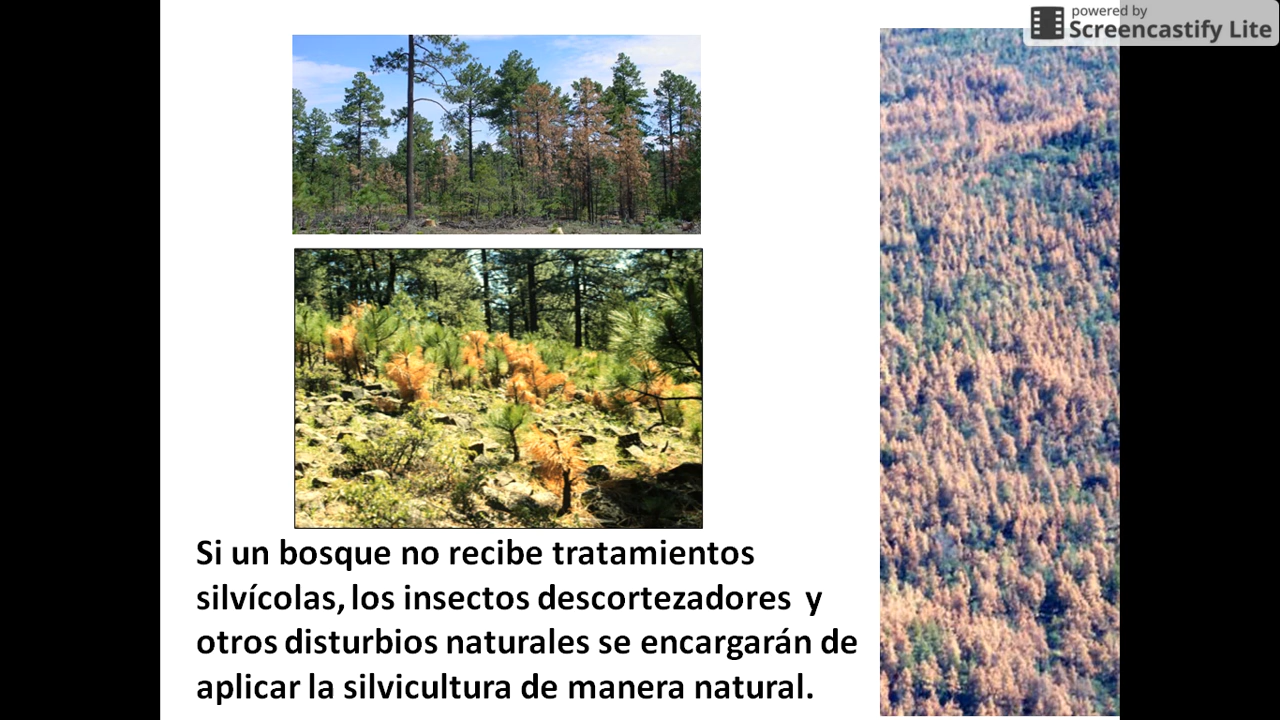 powered by
Screencastify Lite
Si un bosque no recibe tratamientos
silvícolas, los insectos descortezadores y
otros disturbios naturales se encargarán de
aplicar la silvicultura de manera natural.